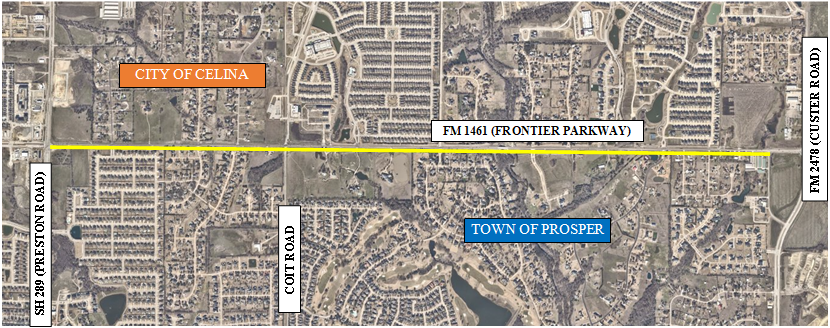 CITY OF CELINA
FM 1461 (FRONTIER PARKWAY)
TOWN OF PROSPER
SH 289 (PRESTON ROAD)
COIT ROAD
FM 2478 (CUSTER ROAD)